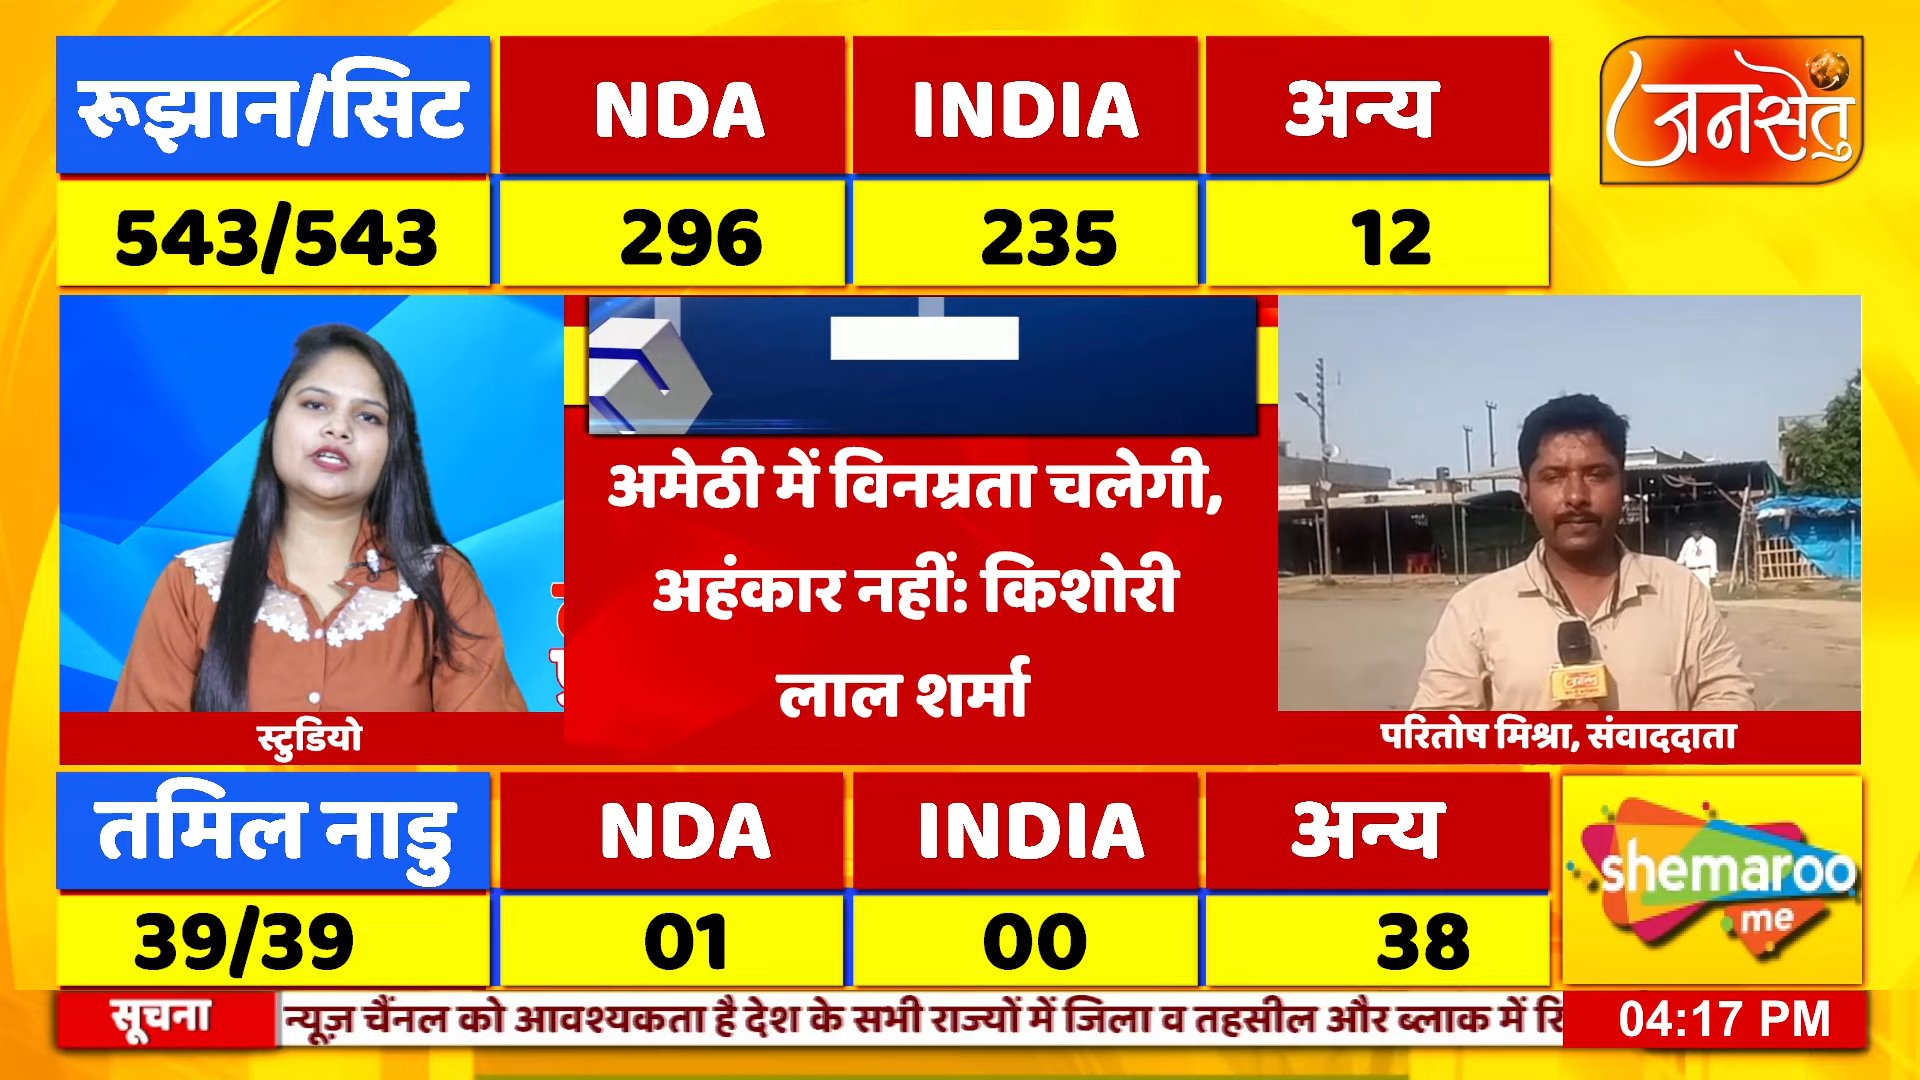 रूझान/सिट NDA INDIA अन्य
जनसेतु
543/543 296 235 12
अमेठी में विनम्रता चलेगी,
अहंकार नहीं: किशोरी
लाल शर्मा
स्टुडियो
परितोष मिश्रा, संवाददाता
तमिल नाडु NDA INDIA अन्य
39/39 01 00 38
shemaroo
me
सूचना न्यूज़ चैंनल को आवश्यकता है देश के सभी राज्यों में जिला व तहसील और ब्लाक में 04:17 PM